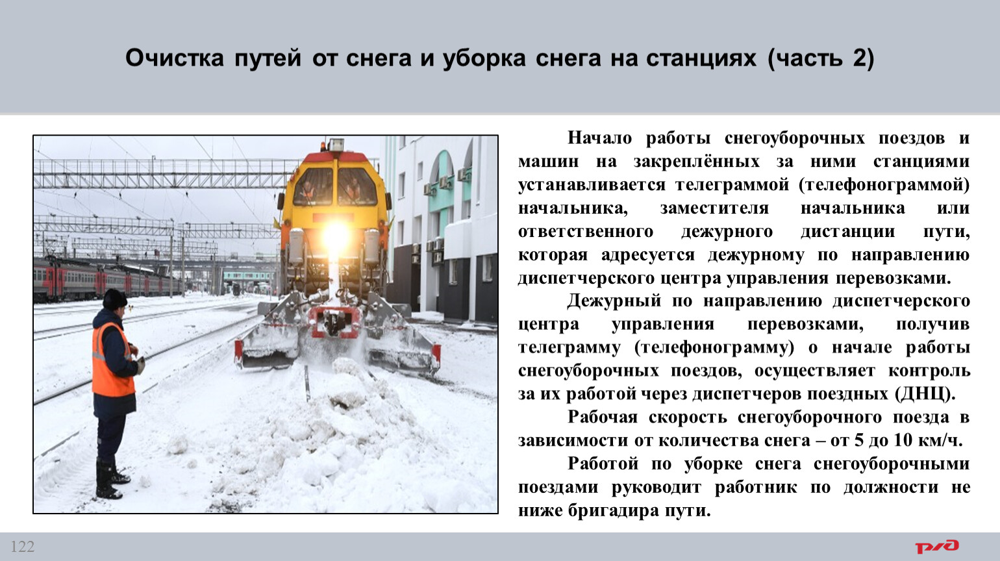 Очистка путей от снега и уборка снега на станциях (часть 2)
Начало работы снегоуборочных поездов и
машин на закреплённых за ними станциями
устанавливается телеграммой (телефонограммой)
начальника, заместителя начальника или
ответственного дежурного дистанции пути,
которая адресуется дежурному по направлению
диспетчерского центра управления перевозками.
Дежурный по направлению диспетчерского
центра управления перевозками, получив
телеграмму (телефонограмму) о начале работы
снегоуборочных поездов, осуществляет контроль
за их работой через диспетчеров поездных (ДНЦ).
Рабочая скорость снегоуборочного поезда в
зависимости от количества снега – от 5 до 10 км/ч.
Работой по уборке снега снегоуборочными
поездами руководит работник по должности не
ниже бригадира пути.
122
ржд